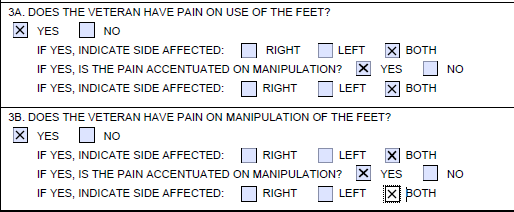 3A. DOES THE VETERAN HAVE PAIN ON USE OF THE FEET?
YES NO
IF YES, INDICATE SIDE AFFECTED: RIGHT LEFT BOTH
IF YES, IS THE PAIN ACCENTUATED ON MANIPULATION? YES NO
IF YES, INDICATE SIDE AFFECTED: RIGHT LEFT BOTH
3B. DOES THE VETERAN HAVE PAIN ON MANIPULATION OF THE FEET?
YES NO
IF YES, INDICATE SIDE AFFECTED: RIGHT LEFT BOTH
IF YES, IS THE PAIN ACCENTUATED ON MANIPULATION? YES NO
IF YES, INDICATE SIDE AFFECTED: RIGHT LEFT BOTH